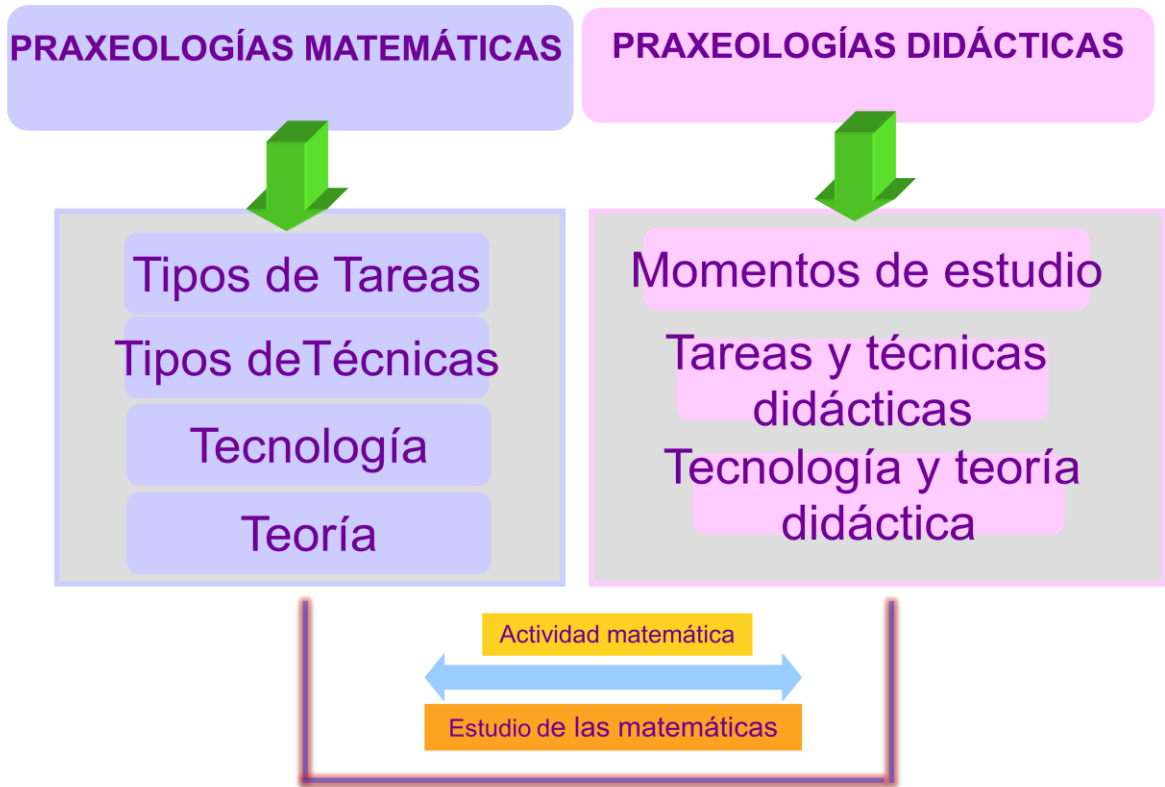 PRAXEOLOGÍAS MATEMÁTICAS
PRAXEOLOGÍAS DIDÁCTICAS
Tipos de Tareas
Tipos deTécnicas
Tecnología
Teoría
Momentos de estudio
Tareas y técnicas
didácticas
Tecnología y teoría
didáctica
Actividad matemática
Estudio de las matemáticas